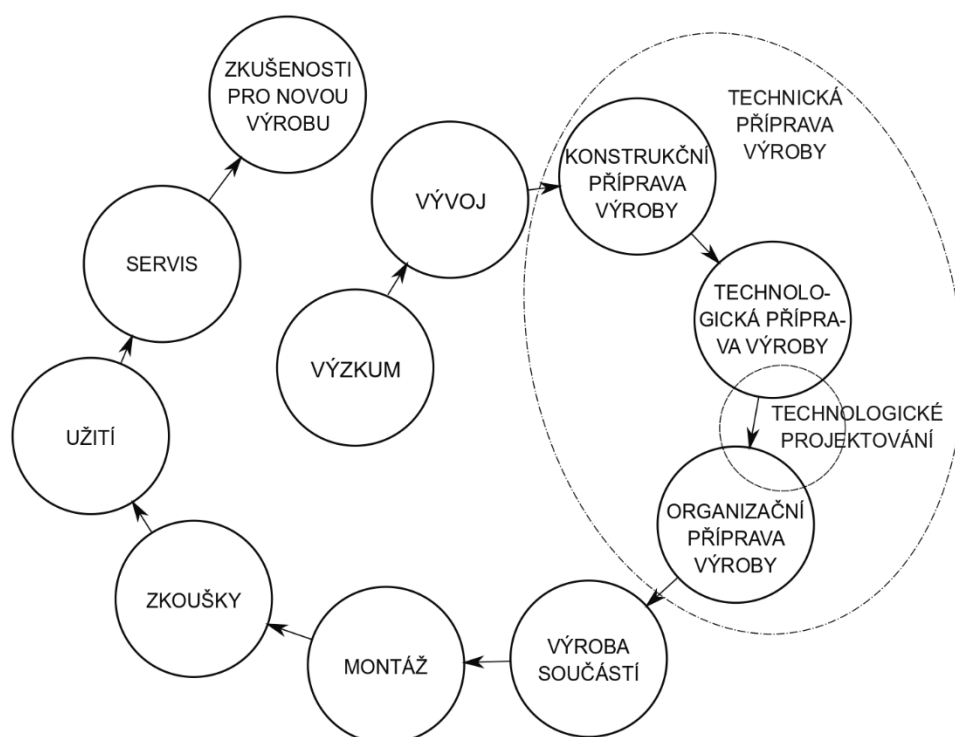 ZKUŠENOSTI
PRO NOVOU
VÝROBU
TECHNICKÁ
PŘÍPRAVA
VÝROBY
KONSTRUKČNÍ
PŘÍPRAVA
VÝROBY
VÝVOJ
SERVIS
TECHNOLO-
GICKÁ PŘÍPRA-
VA VÝROBY
VÝZKUM
TECHNOLOGICKÉ
PROJEKTOVÁNÍ
UŽITÍ
ORGANIZAČNÍ
PŘÍPRAVA
VÝROBY
ZKOUŠKY
VÝROBA
SOUČÁSTÍ
MONTÁŽ